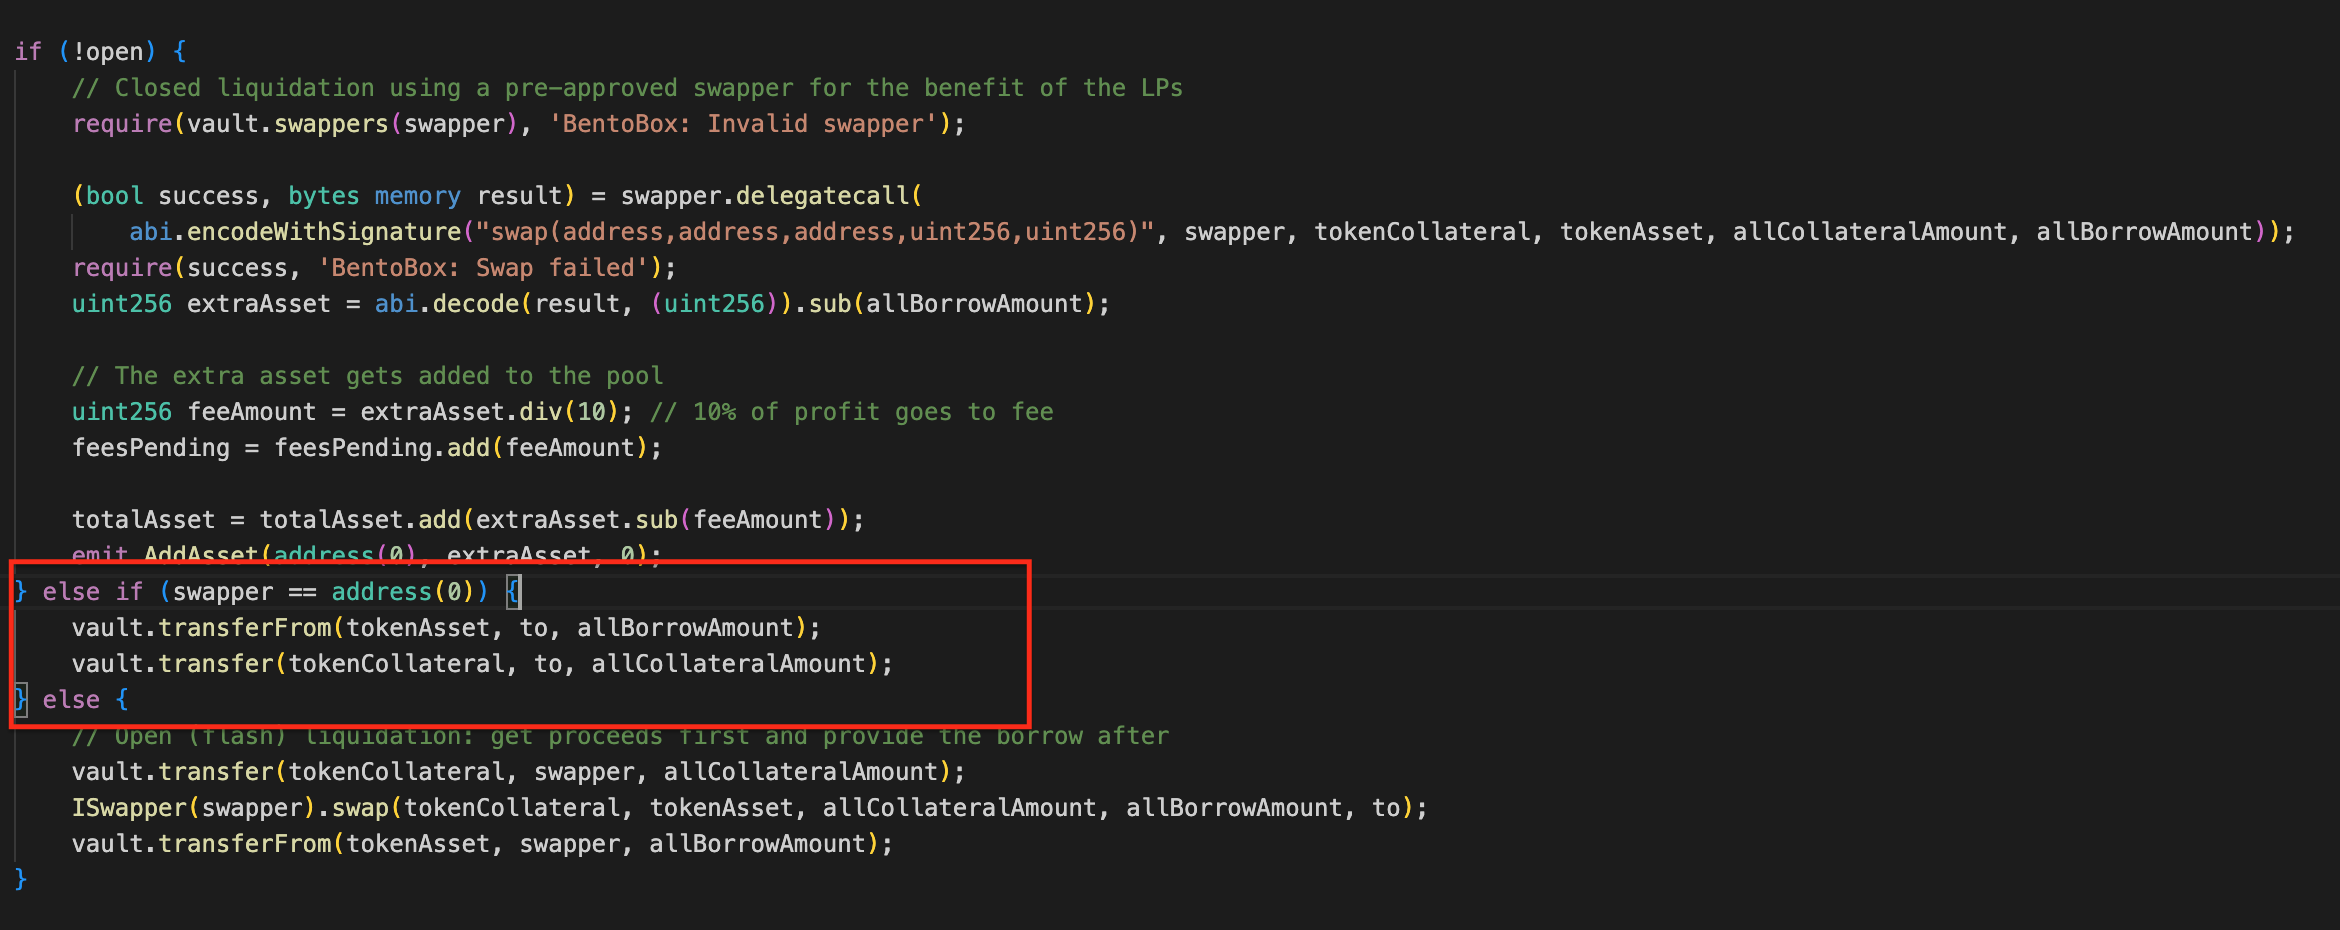 if (!open) {
// Closed liquidation using a pre-approved swapper for the benefit of the LPs
require(vault.swappers(swapper), 'BentoBox: Invalid swapper');
(bool success, bytes memory result) = swapper.delegatecall(
abi.encodeWithSignature("swap(address,address,address,uint256,uint256)", swapper, tokenCollateral, tokenAsset, allCollateralAmount, allBorrowAmount));
require(success, 'BentoBox: Swap failed');
uint256 extraAsset = abi.decode(result, (uint256)).sub(allBorrowAmount);
// The extra asset gets added to the pool
uint256 feeAmount = extraAsset.div(10); // 10% of profit goes to fee
feesPending = feesPending.add(feeAmount);
totalAsset = totalAsset.add(extraAsset.sub(feeAmount));
emit AddAsset(address(0), extraAsset, 0);
} else if (swapper == address(0)) {
vault.transferFrom(tokenAsset, to, allBorrowAmount);
vault.transfer(tokenCollateral, to, allCollateralAmount);
} else {
// Open (flash) liquidation: get proceeds first and provide the borrow after
vault.transfer(tokenCollateral, swapper, allCollateralAmount);
ISwapper(swapper).swap(tokenCollateral, tokenAsset, allCollateralAmount, allBorrowAmount, to);
vault.transferFrom(tokenAsset, swapper, allBorrowAmount);
}